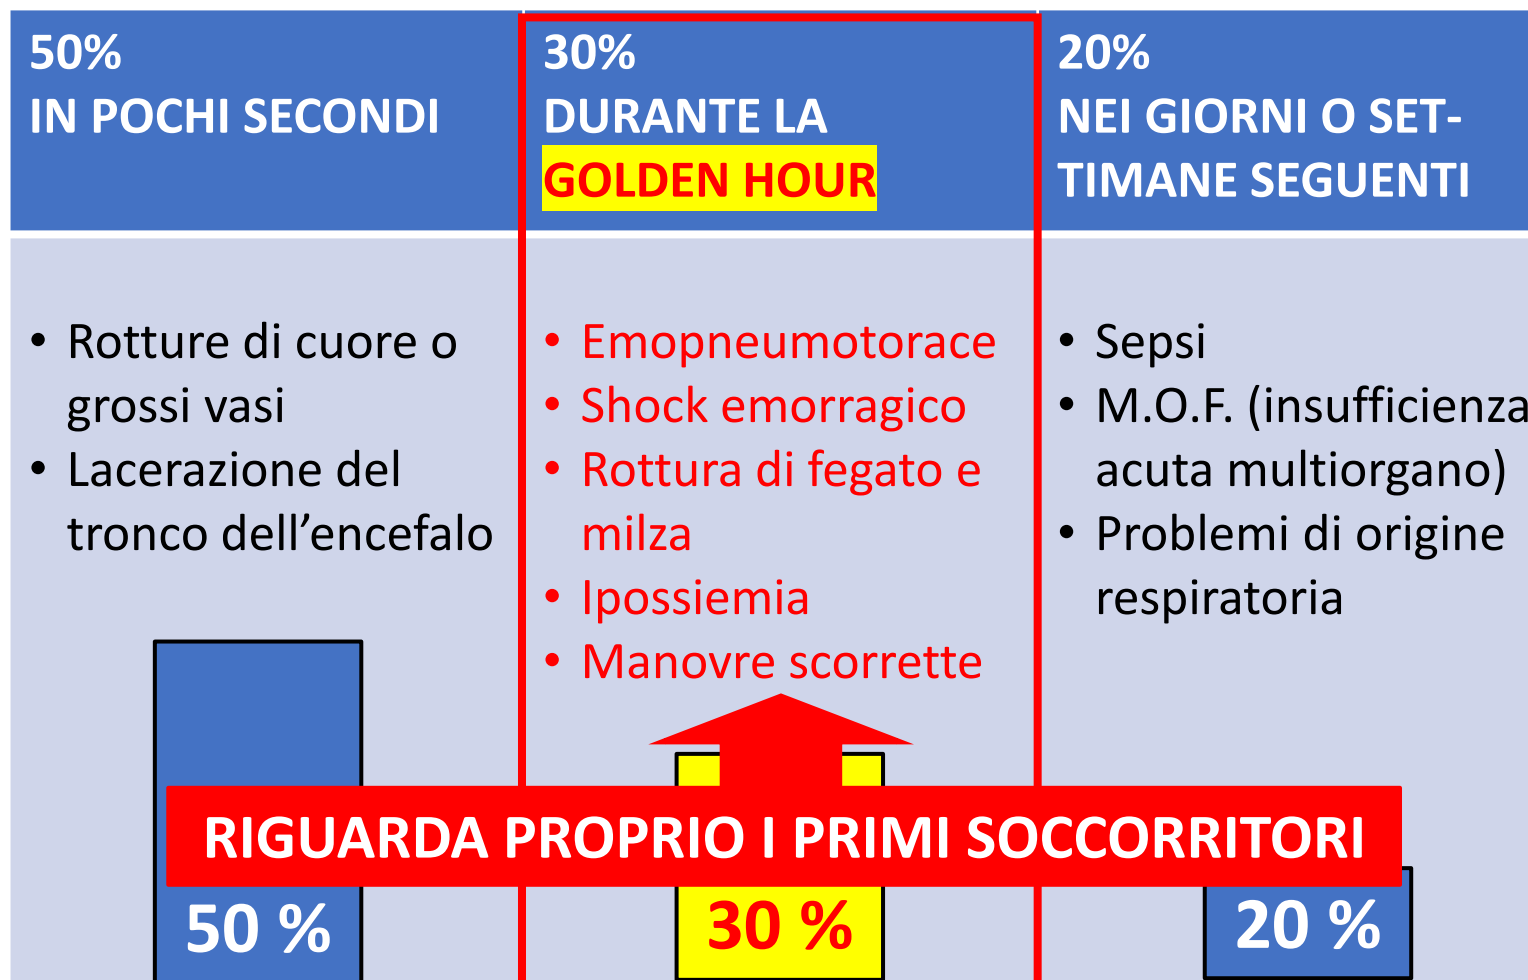 50%
IN POCHI SECONDI
30%
DURANTE LA
GOLDEN HOUR
20%
NEI GIORNI O SET-
TIMANE SEGUENTI
• Rotture di cuore o
grossi vasi
• Lacerazione del
tronco dell’encefalo
• Emopneumotorace
• Shock emorragico
• Rottura di fegato e
milza
• Ipossiemia
• Manovre scorrette
• Sepsi
• M.O.F. (insufficienza
acuta multiorgano)
• Problemi di origine
respiratoria
RIGUARDA PROPRIO I PRIMI SOCCORRITORI
50 %
30 %
20 %